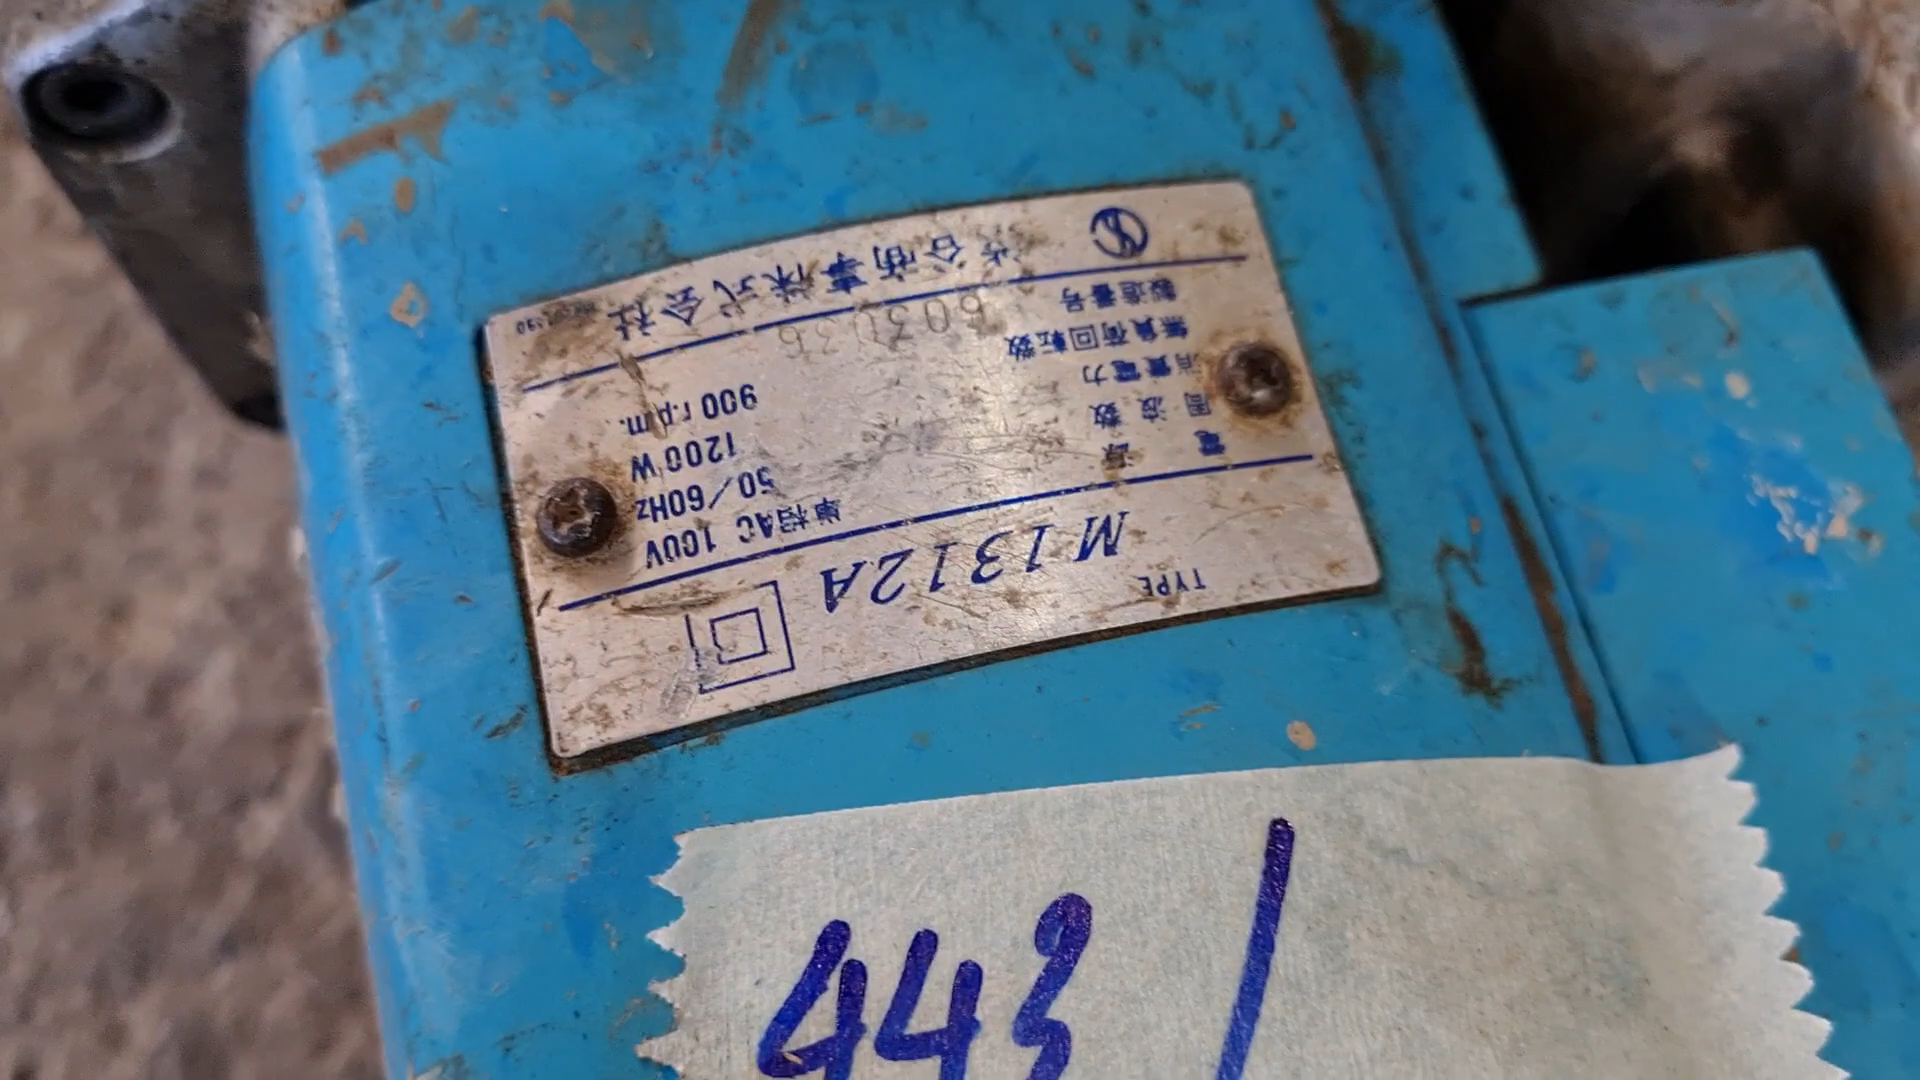 TYPE M1312A
電源 単相AC 100V
周波数 50/60Hz
消費電力 1200W
無負荷回転数 900 r.p.m.
製造番号
渋谷商事株式会社
443 /